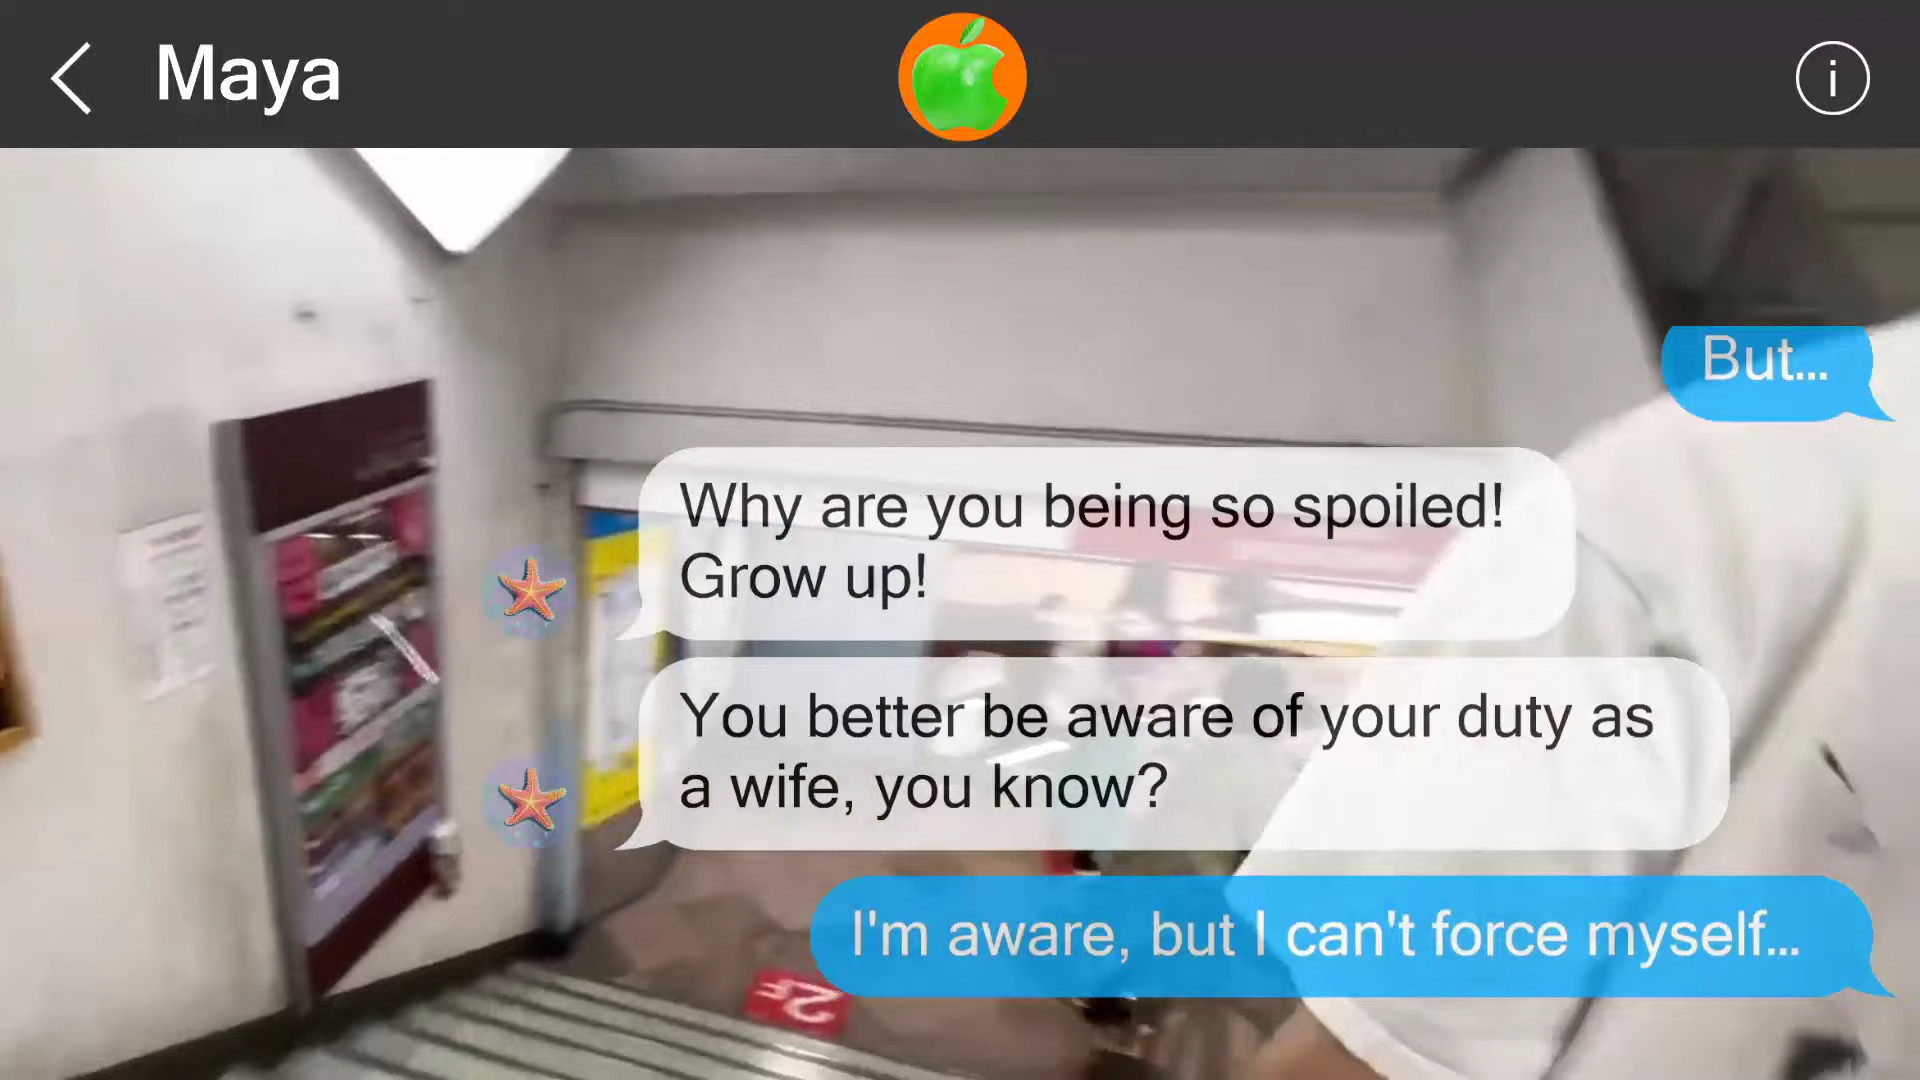 Maya
But...
Why are you being so spoiled!
Grow up!
You better be aware of your duty as
a wife, you know?
I'm aware, but I can't force myself...
2F